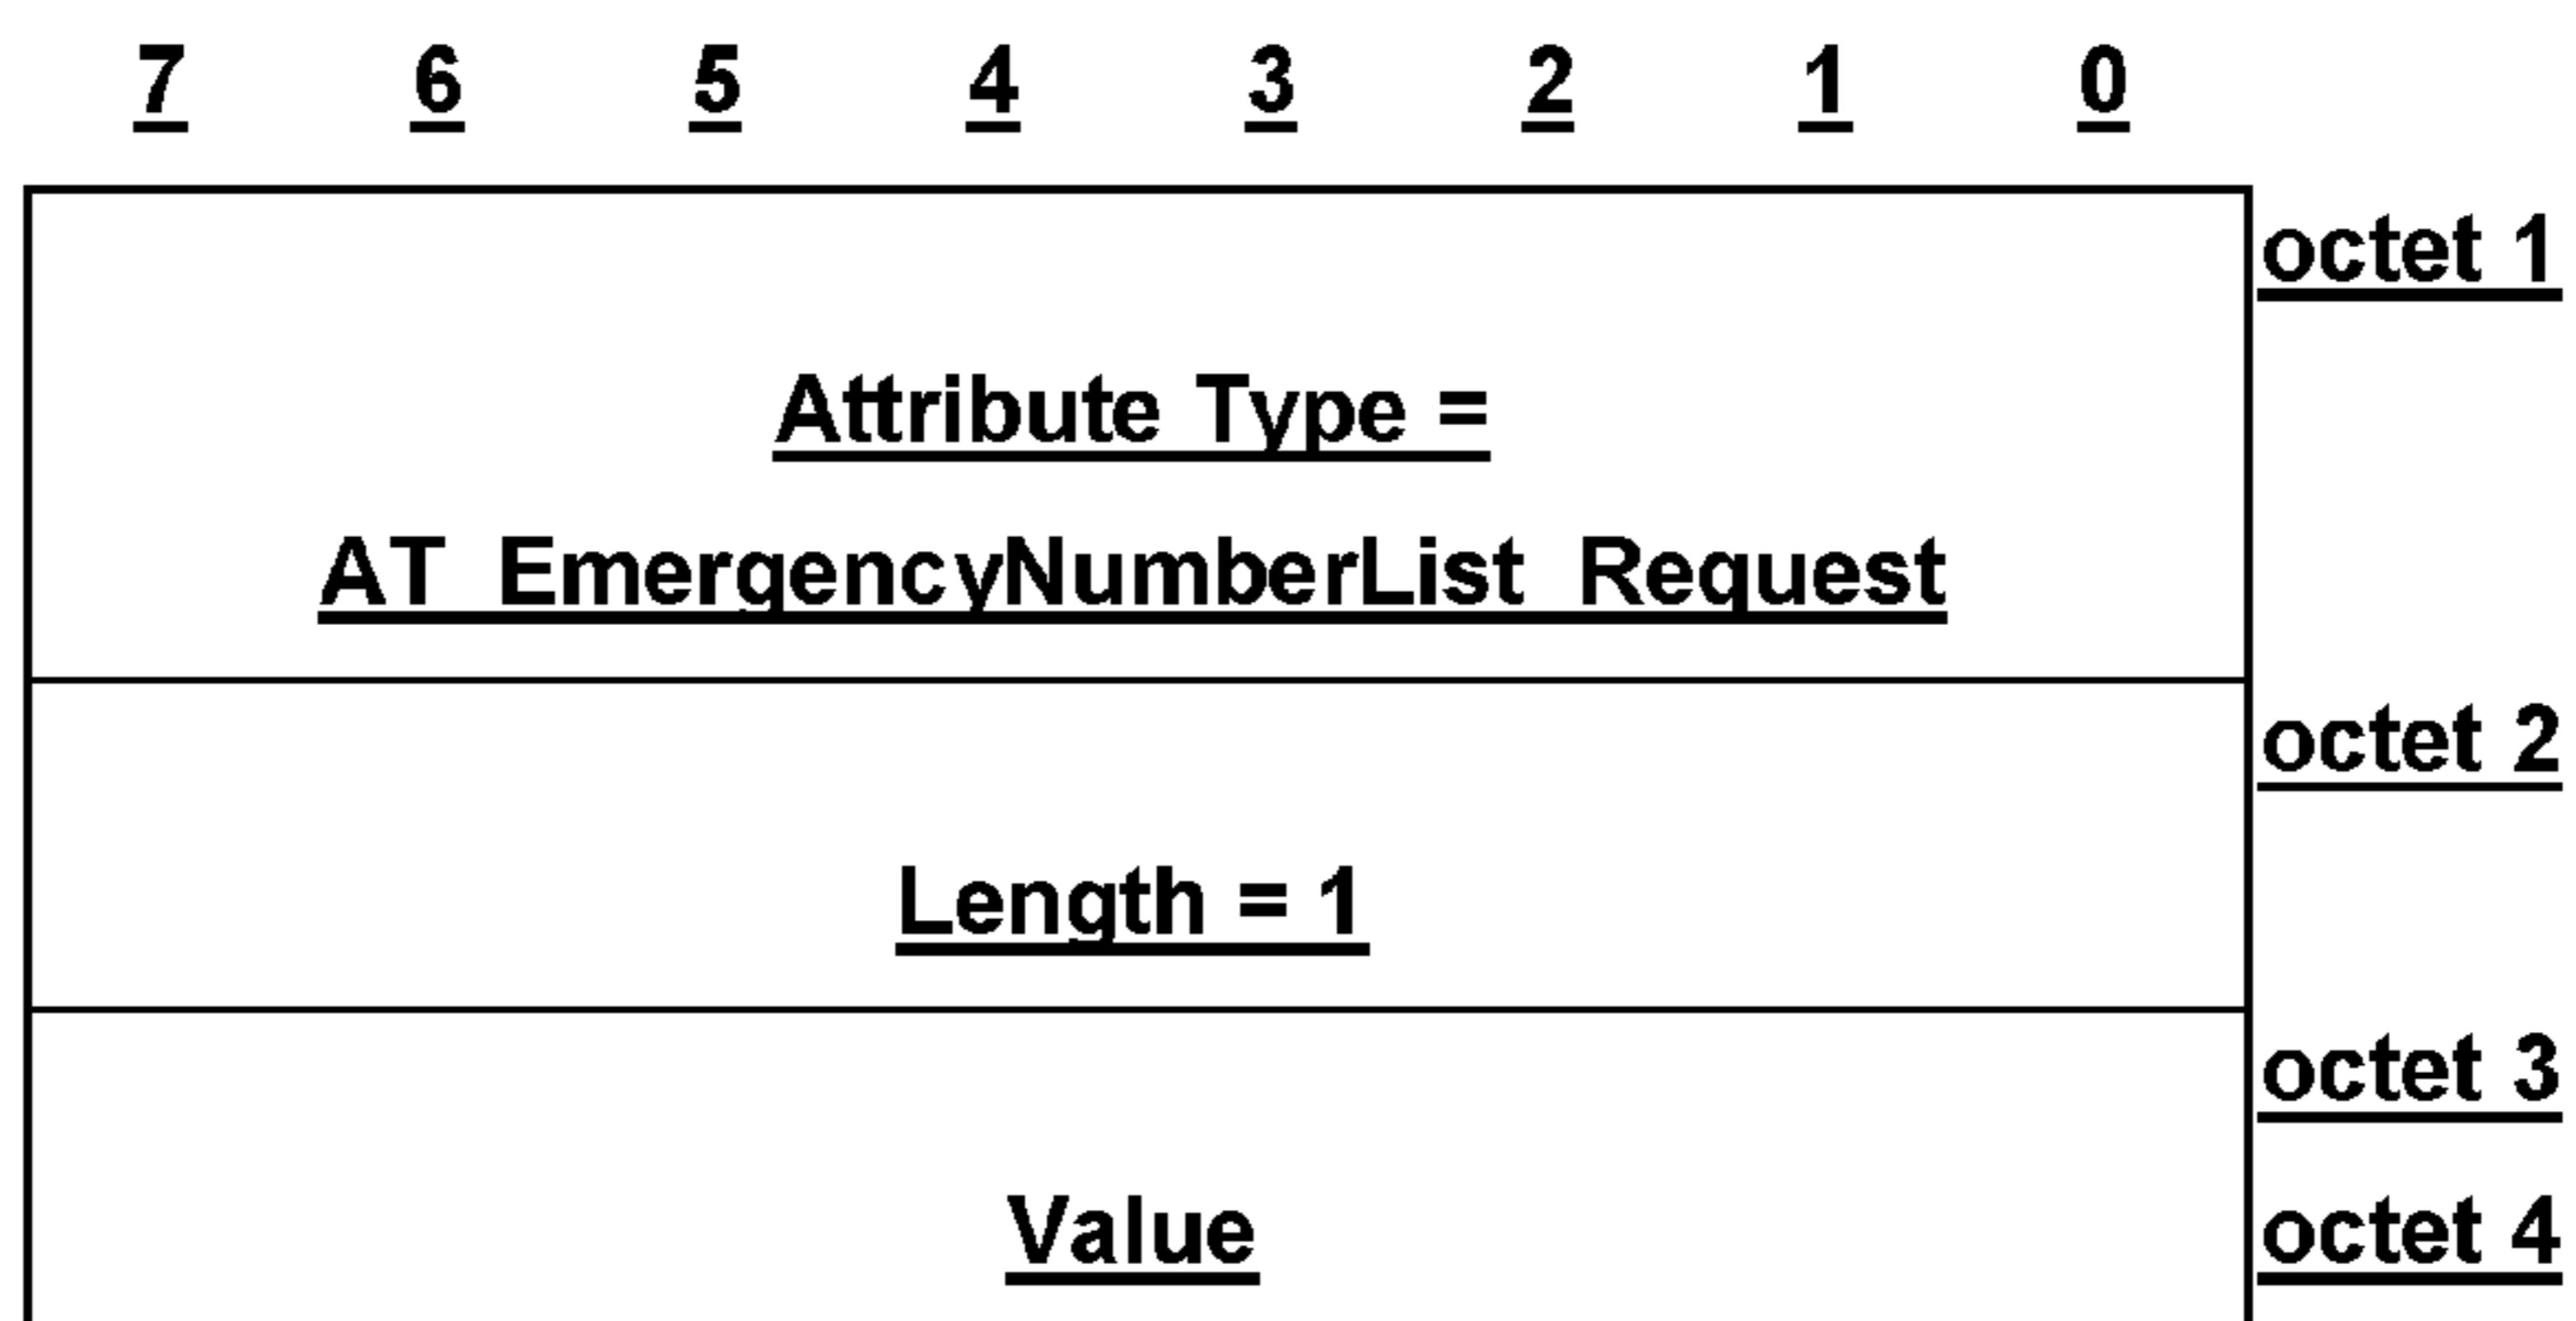 7 6 5 4 3 2 1 0
octet 1
Attribute Type =
AT_EmergencyNumberList_Request
octet 2
Length = 1
octet 3
Value octet 4